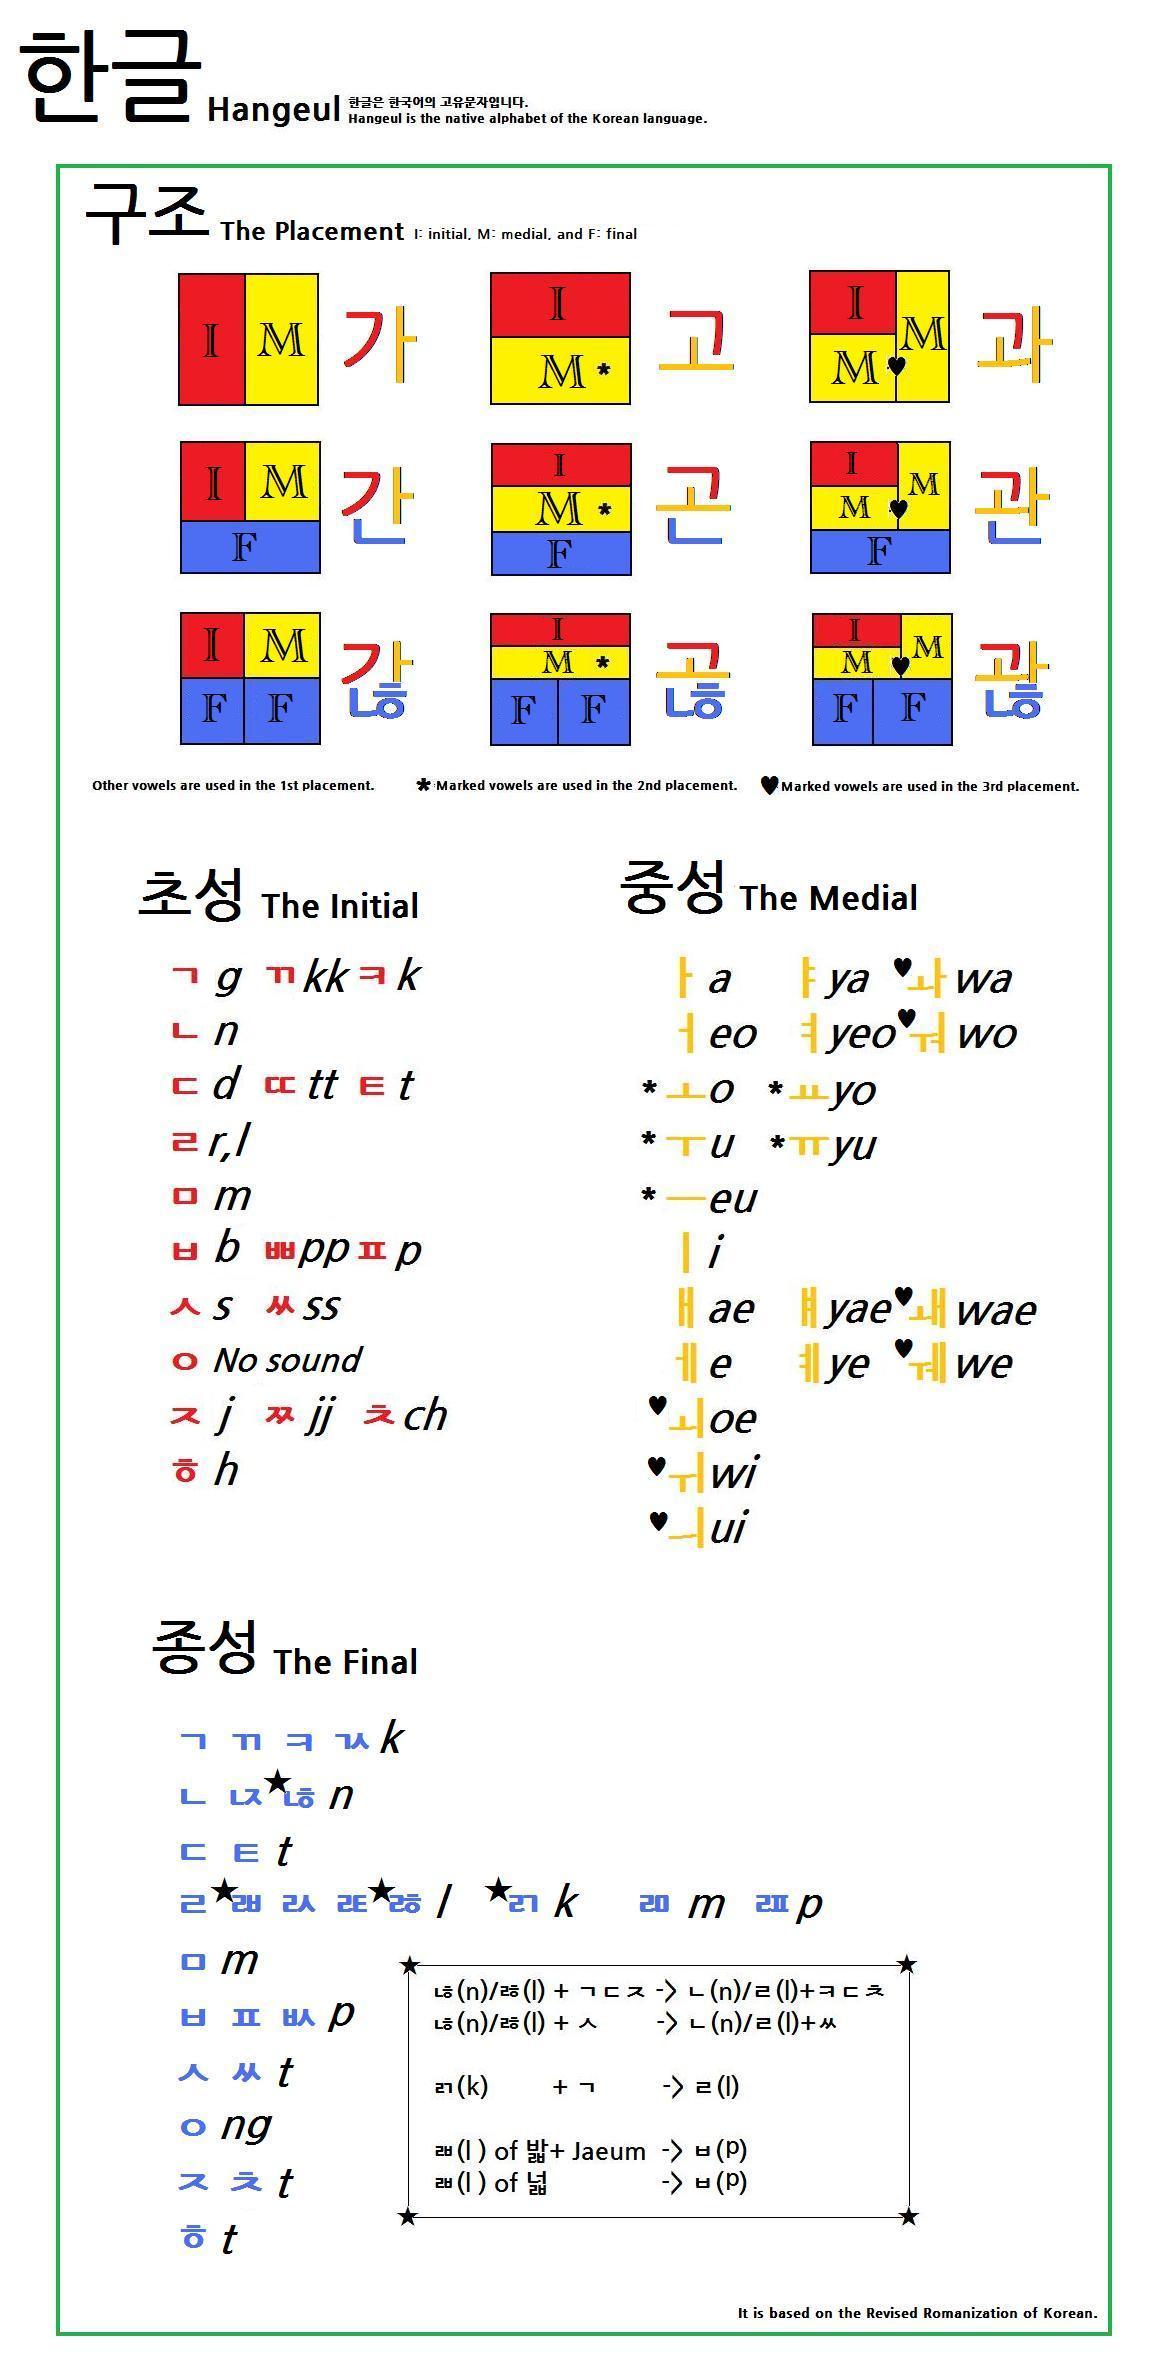 한글 Hangeul 한글은 한국어의 고유문자입니다.
Hangeul is the native alphabet of the Korean language.
구조 The Placement I: initial, M: medial, and F: final
I M 가 I M * 고 I M M ♥ 과
I M F 간 I M * F 곤 I M M ♥ F 관
I M F F 갆 I M * F F 곦 I M M ♥ F F 괂
Other vowels are used in the 1st placement. * Marked vowels are used in the 2nd placement. ♥ Marked vowels are used in the 3rd placement.
초성 The Initial
ㄱ g ㄲ kk ㅋ k
ㄴ n
ㄷ d ㄸ tt ㅌ t
ㄹ r,l
ㅁ m
ㅂ b ㅃ pp ㅍ p
ㅅ s ㅆ ss
ㅇ No sound
ㅈ j ㅉ jj ㅊ ch
ㅎ h
중성 The Medial
ㅏ a ㅑ ya ♥ㅘ wa
ㅓ eo ㅕ yeo ♥ㅝ wo
* ㅗ o * ㅛ yo
* ㅜ u * ㅠ yu
* ㅡ eu
ㅣ i
ㅐ ae ㅒ yae ♥ㅙ wae
ㅔ e ㅖ ye ♥ㅞ we
♥ㅚ oe
♥ㅟ wi
♥ㅢ ui
종성 The Final
ㄱ ㄲ ㅋ ㄳ k
ㄴ ㄵ ★ㄶ n
ㄷ ㅌ t
ㄹ ★ㄼ ㄽ ㄾ ★ㅀ l ★ㄺ k ㄻ m ㄿ p
ㅁ m
ㅂ ㅍ ㅄ p
ㅅ ㅆ t
ㅇ ng
ㅈ ㅊ t
ㅎ t
ㄶ(n)/ㅀ(l) + ㄱㄷㅈ -> ㄴ(n)/ㄹ(l)+ㅋㄷㅊ
ㄶ(n)/ㅀ(l) + ㅅ -> ㄴ(n)/ㄹ(l)+ㅆ
ㄺ(k) + ㄱ -> ㄹ(l)
ㄼ(l ) of 밟+ Jaeum -> ㅂ(p)
ㄼ(l ) of 넓 -> ㅂ(p)
It is based on the Revised Romanization of Korean.